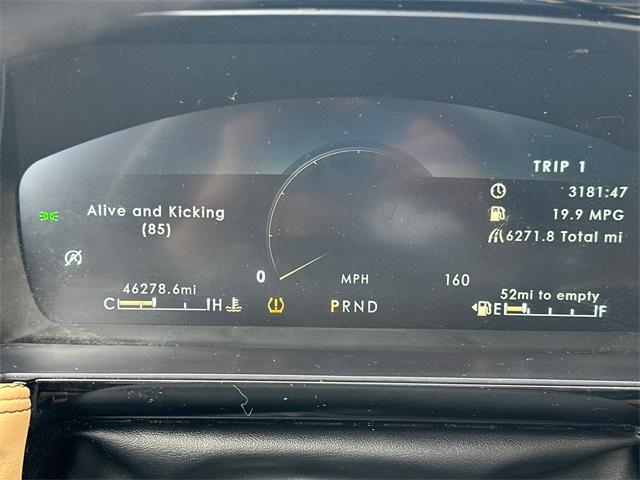 TRIP 1
3181:47
19.9 MPG
6271.8 Total mi
Alive and Kicking
(85)
46278.6mi
C H
0 MPH 160
PRND
52mi to empty
E F